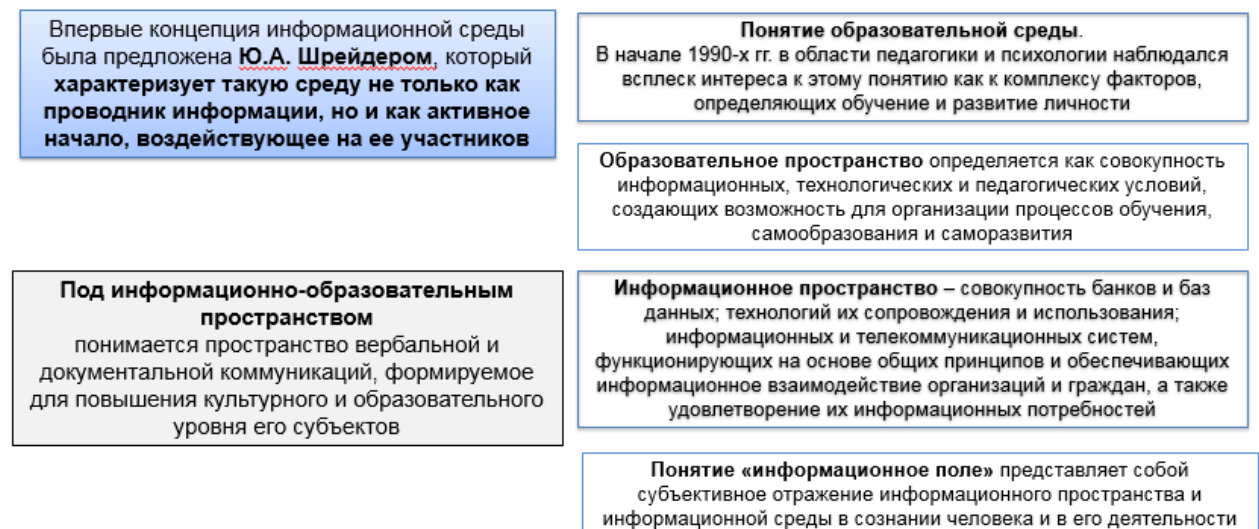 Впервые концепция информационной среды
была предложена Ю.А. Шрейдером, который
характеризует такую среду не только как
проводник информации, но и как активное
начало, воздействующее на ее участников
Понятие образовательной среды.
В начале 1990-х гг. в области педагогики и психологии наблюдался
всплеск интереса к этому понятию как к комплексу факторов,
определяющих обучение и развитие личности
Образовательное пространство определяется как совокупность
информационных, технологических и педагогических условий,
создающих возможность для организации процессов обучения,
самообразования и саморазвития
Под информационно-образовательным
пространством
понимается пространство вербальной и
документальной коммуникаций, формируемое
для повышения культурного и образовательного
уровня его субъектов
Информационное пространство – совокупность банков и баз
данных; технологий их сопровождения и использования;
информационных и телекоммуникационных систем,
функционирующих на основе общих принципов и обеспечивающих
информационное взаимодействие организаций и граждан, а также
удовлетворение их информационных потребностей
Понятие «информационное поле» представляет собой
субъективное отражение информационного пространства и
информационной среды в сознании человека и в его деятельности